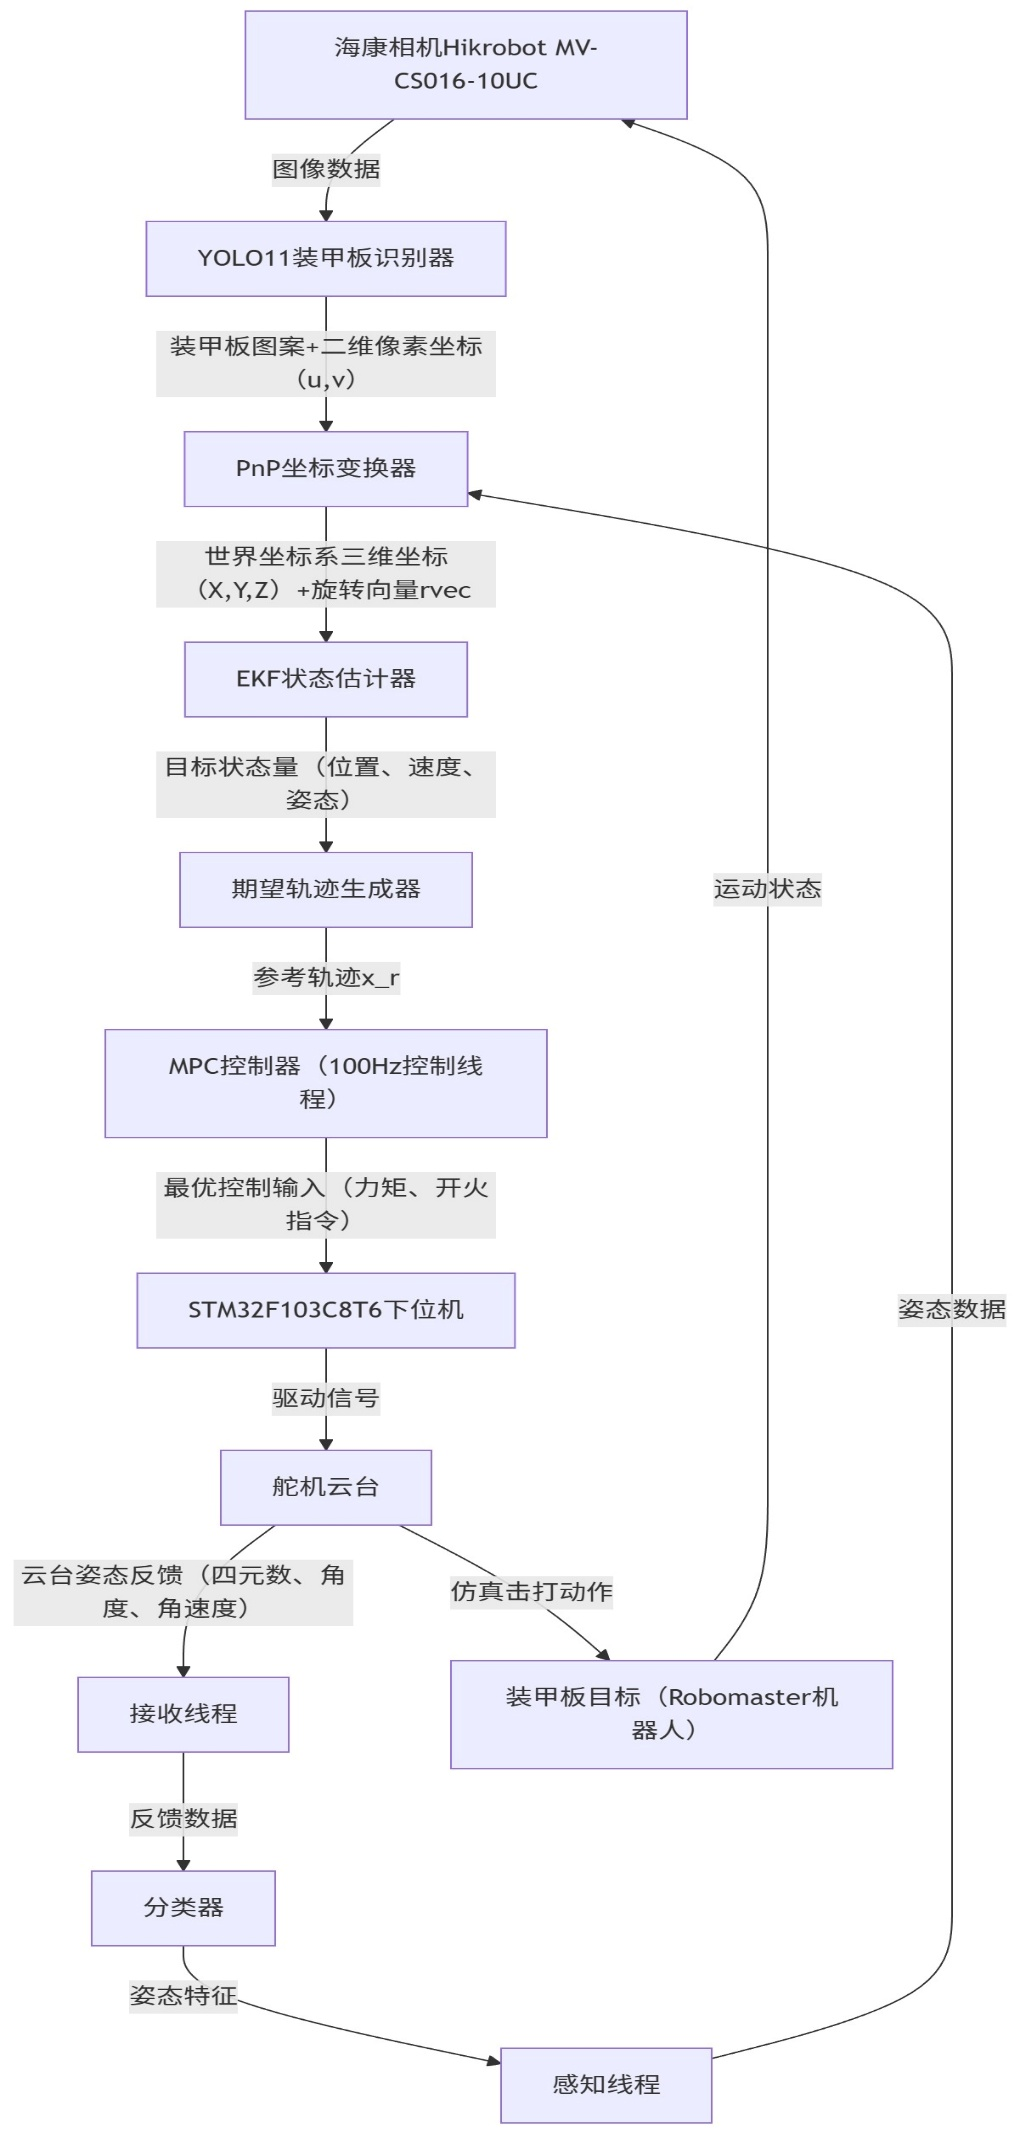 海康相机Hikrobot MV-
CS016-10UC
图像数据
YOLO11装甲板识别器
装甲板图案+二维像素坐标
（u,v）
PnP坐标变换器
世界坐标系三维坐标
（X,Y,Z）+旋转向量rvec
EKF状态估计器
目标状态量（位置、速度、
姿态）
期望轨迹生成器
运动状态
参考轨迹x_r
MPC控制器（100Hz控制线
程）
最优控制输入（力矩、开火
指令）
STM32F103C8T6下位机
姿态数据
驱动信号
舵机云台
云台姿态反馈（四元数、角
度、角速度）
仿真击打动作
接收线程
装甲板目标（Robomaster机
器人）
反馈数据
分类器
姿态特征
感知线程